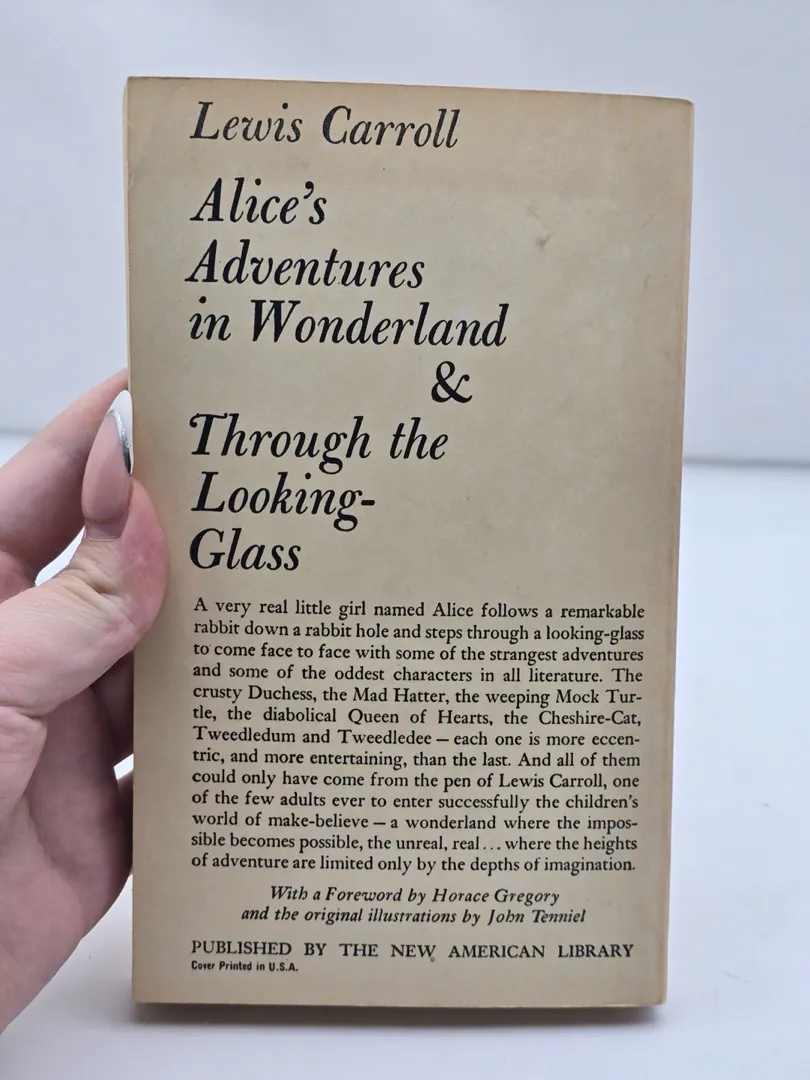 Lewis Carroll
Alice's
Adventures
in Wonderland
&
Through the
Looking-
Glass
A very real little girl named Alice follows a remarkable
rabbit down a rabbit hole and steps through a looking-glass
to come face to face with some of the strangest adventures
and some of the oddest characters in all literature. The
crusty Duchess, the Mad Hatter, the weeping Mock Tur-
tle, the diabolical Queen of Hearts, the Cheshire-Cat,
Tweedledum and Tweedledee — each one is more eccen-
tric, and more entertaining, than the last. And all of them
could only have come from the pen of Lewis Carroll, one
of the few adults ever to enter successfully the children's
world of make-believe — a wonderland where the impos-
sible becomes possible, the unreal, real . . . where the heights
of adventure are limited only by the depths of imagination.
With a Foreword by Horace Gregory
and the original illustrations by John Tenniel
PUBLISHED BY THE NEW AMERICAN LIBRARY
Cover Printed in U.S.A.